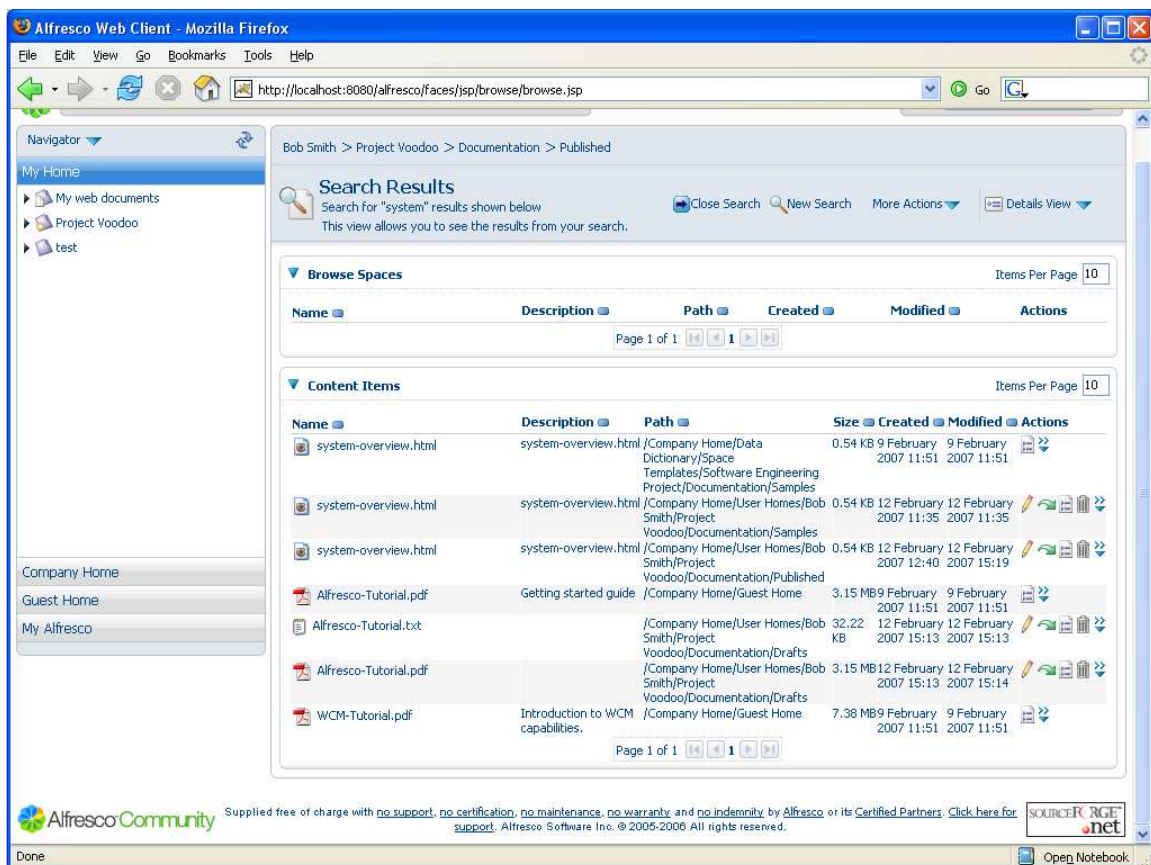 Alfresco Web Client - Mozilla Firefox
File Edit View Go Bookmarks Tools Help
http://localhost:8080/alfresco/faces/jsp/browse/browse.jsp Go G
Navigator
My Home
My web documents
Project Voodoo
test
Company Home
Guest Home
My Alfresco
Bob Smith > Project Voodoo > Documentation > Published
Search Results
Search for "system" results shown below
This view allows you to see the results from your search.
Close Search New Search More Actions Details View
Browse Spaces Items Per Page 10
Name Description Path Created Modified Actions
Page 1 of 1 1
Content Items Items Per Page 10
Name Description Path Size Created Modified Actions
system-overview.html system-overview.html /Company Home/Data 0.54 KB 9 February 9 February
Dictionary/Space 2007 11:51 2007 11:51
Templates/Software Engineering
Project/Documentation/Samples
system-overview.html system-overview.html /Company Home/User Homes/Bob 0.54 KB 12 February 12 February
Smith/Project 2007 11:35 2007 11:35
Voodoo/Documentation/Samples
system-overview.html system-overview.html /Company Home/User Homes/Bob 0.54 KB 12 February 12 February
Smith/Project 2007 12:40 2007 15:19
Voodoo/Documentation/Published
Alfresco-Tutorial.pdf Getting started guide /Company Home/Guest Home 3.15 MB 9 February 9 February
2007 11:51 2007 11:51
Alfresco-Tutorial.txt /Company Home/User Homes/Bob 32.22 12 February 12 February
Smith/Project KB 2007 15:13 2007 15:13
Voodoo/Documentation/Drafts
Alfresco-Tutorial.pdf /Company Home/User Homes/Bob 3.15 MB 12 February 12 February
Smith/Project 2007 15:13 2007 15:14
Voodoo/Documentation/Drafts
WCM-Tutorial.pdf Introduction to WCM /Company Home/Guest Home 7.38 MB 9 February 9 February
capabilities. 2007 11:51 2007 11:51
Page 1 of 1 1
Alfresco Community
Supplied free of charge with no support, no certification, no maintenance, no warranty and no indemnity by Alfresco or its Certified Partners. Click here for
support. Alfresco Software Inc. © 2005-2006 All rights reserved.
SOURCEFORGE
.net
Done Open Notebook